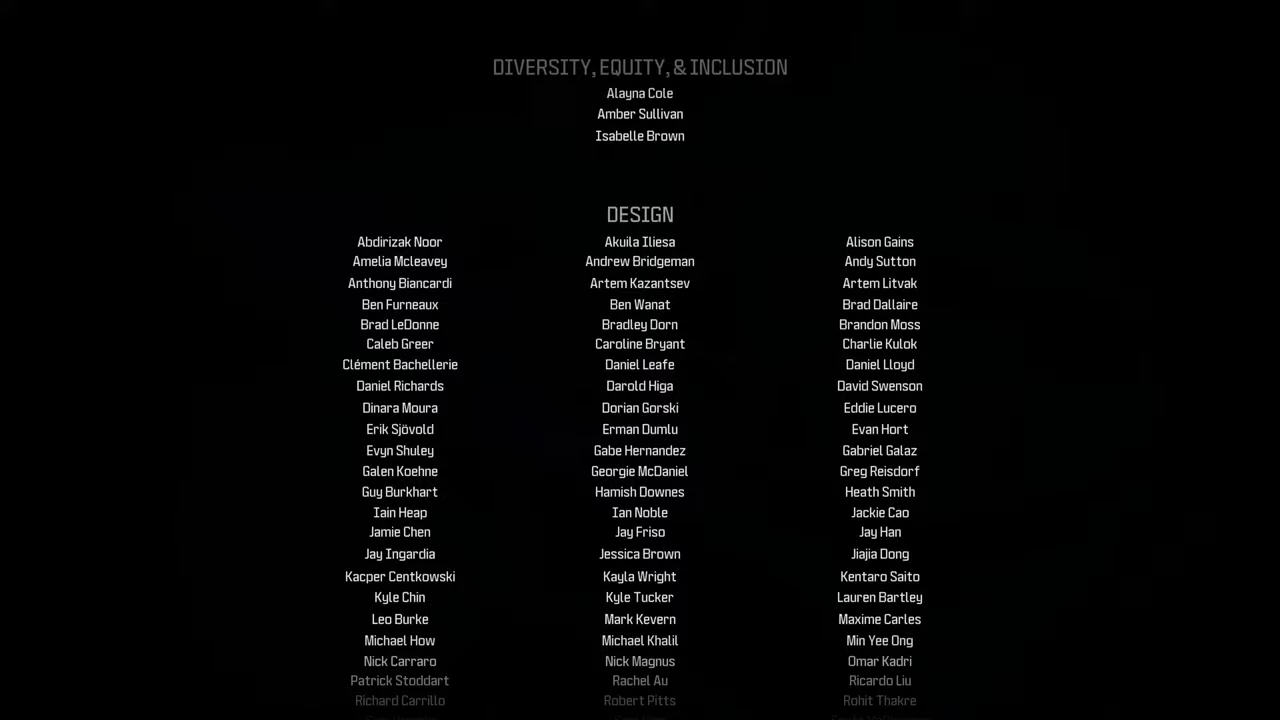 DIVERSITY, EQUITY, & INCLUSION
Alayna Cole
Amber Sullivan
Isabelle Brown
DESIGN
Abdirizak Noor Akuila Iliesa Alison Gains
Amelia Mcleavey Andrew Bridgeman Andy Sutton
Anthony Biancardi Artem Kazantsev Artem Litvak
Ben Furneaux Ben Wanat Brad Dallaire
Brad LeDonne Bradley Dorn Brandon Moss
Caleb Greer Caroline Bryant Charlie Kulok
Clément Bachellerie Daniel Leafe Daniel Lloyd
Daniel Richards Darold Higa David Swenson
Dinara Moura Dorian Gorski Eddie Lucero
Erik Sjövold Erman Dumlu Evan Hort
Evyn Shuley Gabe Hernandez Gabriel Galaz
Galen Koehne Georgie McDaniel Greg Reisdorf
Guy Burkhart Hamish Downes Heath Smith
Iain Heap Ian Noble Jackie Cao
Jamie Chen Jay Friso Jay Han
Jay Ingardia Jessica Brown Jiajia Dong
Kacper Centkowski Kayla Wright Kentaro Saito
Kyle Chin Kyle Tucker Lauren Bartley
Leo Burke Mark Kevern Maxime Carles
Michael How Michael Khalil Min Yee Ong
Nick Carraro Nick Magnus Omar Kadri
Patrick Stoddart Rachel Au Ricardo Liu
Richard Carrillo Robert Pitts Rohit Thakre